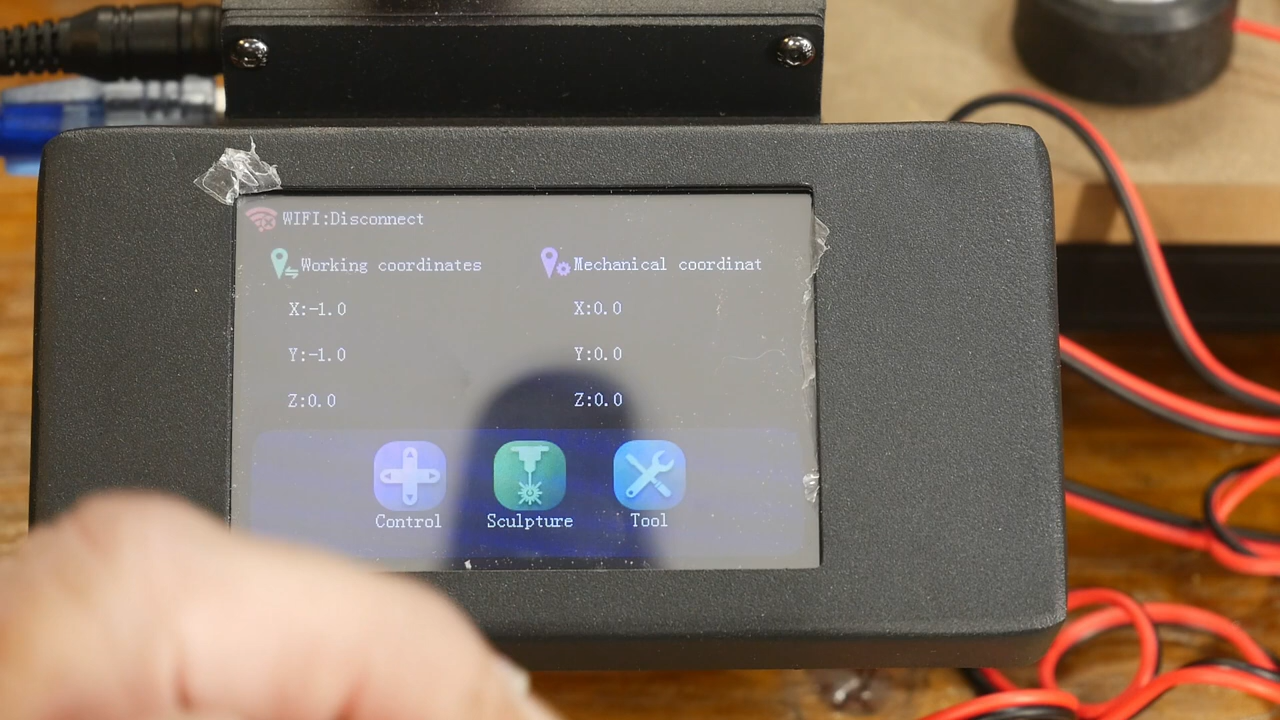 WIFI:Disconnect
Working coordinates
Mechanical coordinat
X:-1.0
X:0.0
Y:-1.0
Y:0.0
Z:0.0
Z:0.0
Control
Sculpture
Tool